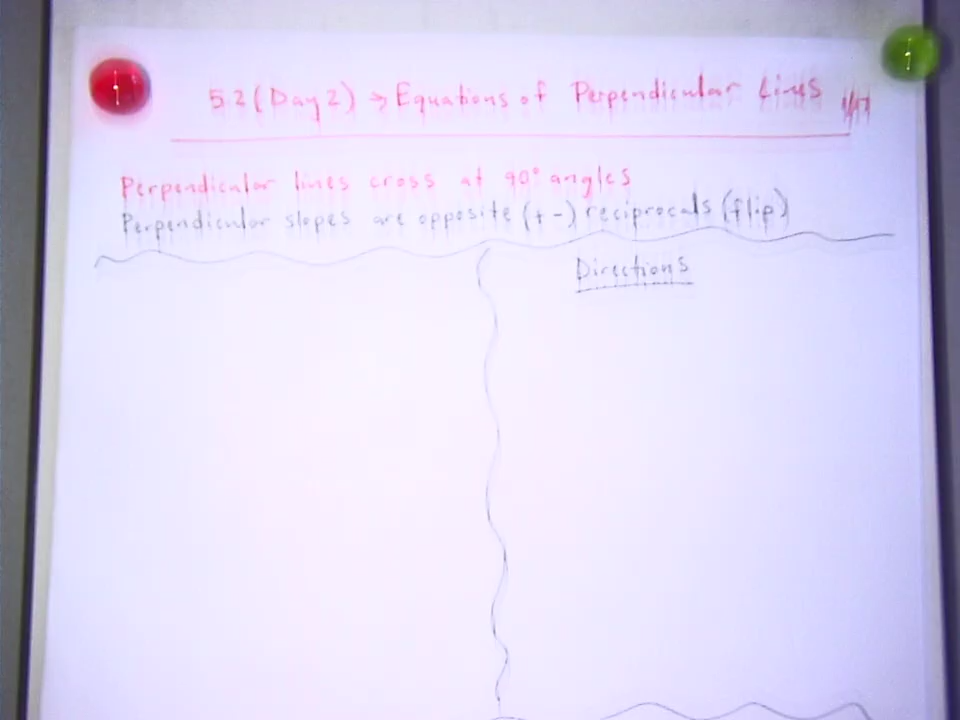 5.2 (Day 2) → Equations of Perpendicular Lines
Perpendicular lines cross at 90° angles
Perpendicular slopes are opposite (+ -) reciprocals (flip)
Directions